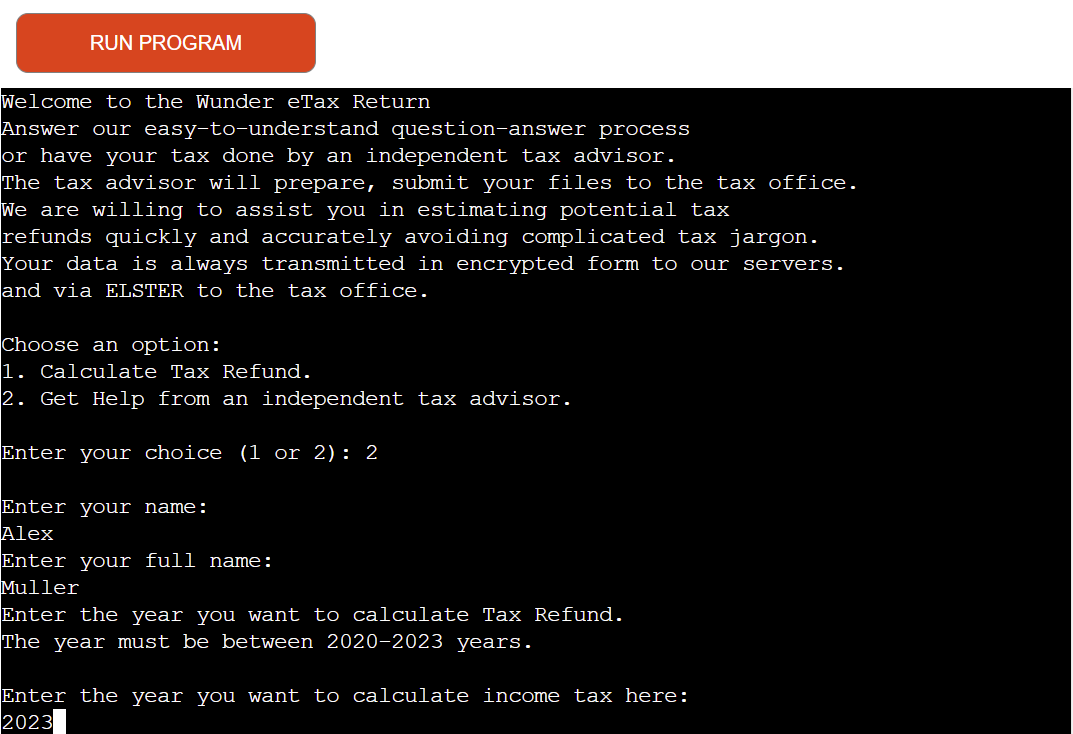 RUN PROGRAM
Welcome to the Wunder eTax Return
Answer our easy-to-understand question-answer process
or have your tax done by an independent tax advisor.
The tax advisor will prepare, submit your files to the tax office.
We are willing to assist you in estimating potential tax
refunds quickly and accurately avoiding complicated tax jargon.
Your data is always transmitted in encrypted form to our servers.
and via ELSTER to the tax office.
Choose an option:
1. Calculate Tax Refund.
2. Get Help from an independent tax advisor.
Enter your choice (1 or 2): 2
Enter your name:
Alex
Enter your full name:
Muller
Enter the year you want to calculate Tax Refund.
The year must be between 2020-2023 years.
Enter the year you want to calculate income tax here:
2023